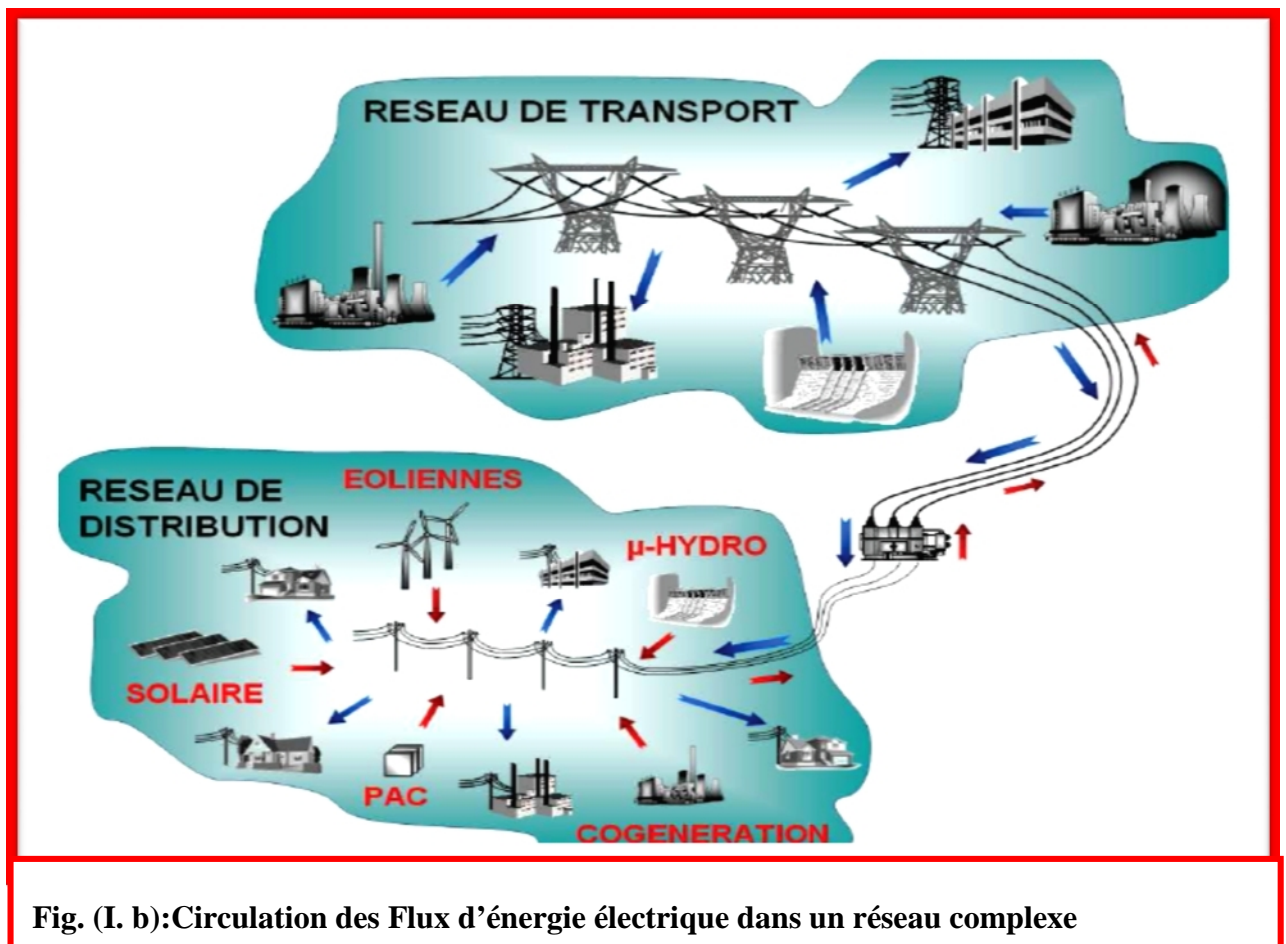 RESEAU DE TRANSPORT
RESEAU DE
DISTRIBUTION
EOLIENNES
µ-HYDRO
SOLAIRE
PAC
COGENERATION
Fig. (I. b):Circulation des Flux d’énergie électrique dans un réseau complexe